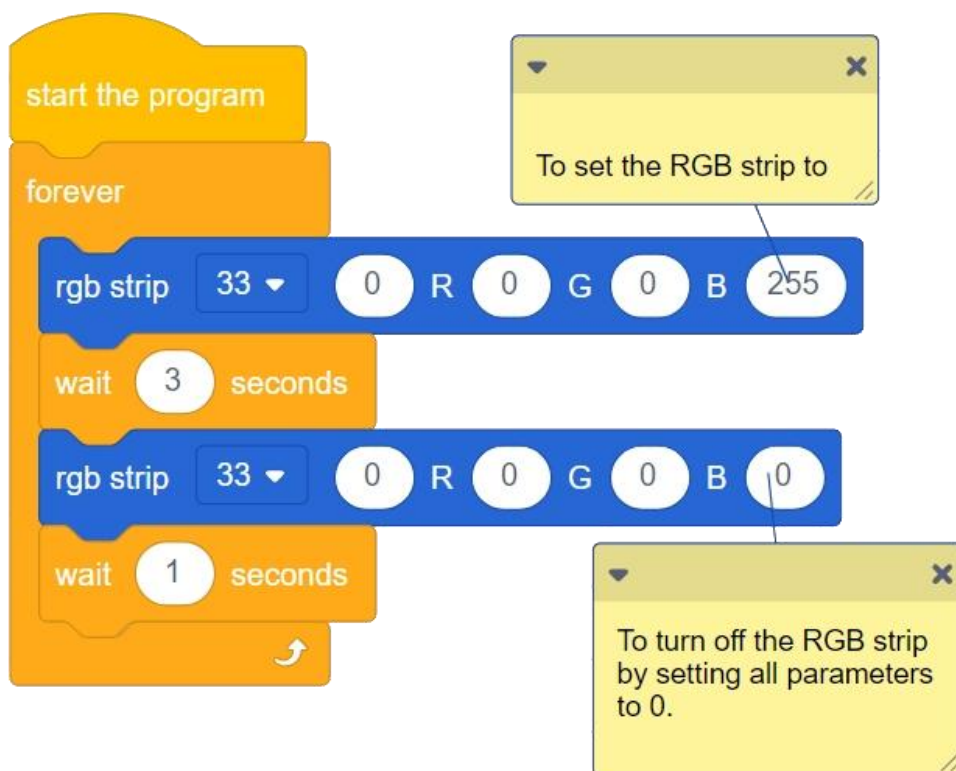 start the program
To set the RGB strip to
forever
rgb strip 33 0 R 0 G 0 B 255
wait 3 seconds
rgb strip 33 0 R 0 G 0 B 0
wait 1 seconds
To turn off the RGB strip
by setting all parameters
to 0.